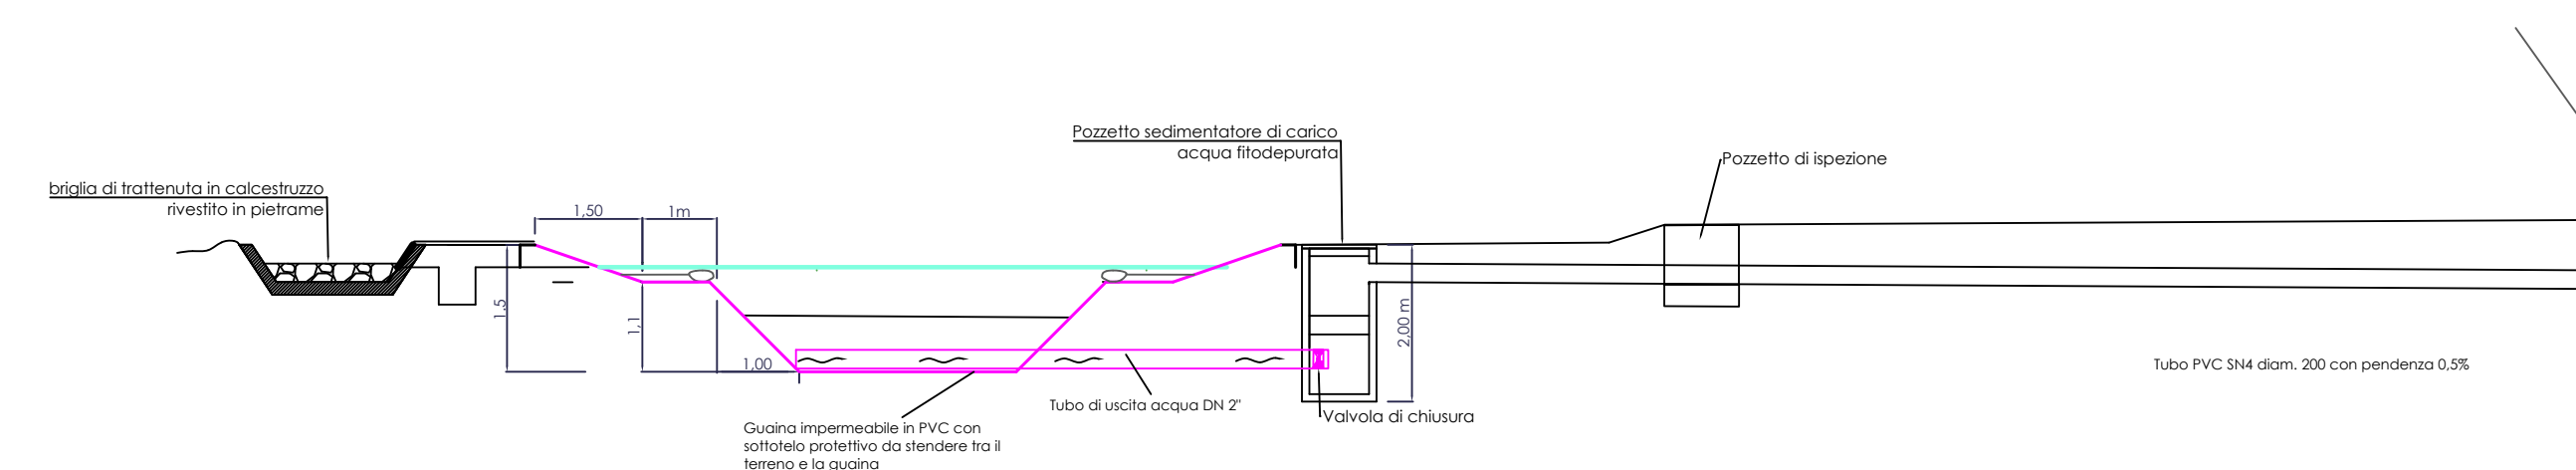 Pozzetto sedimentatore di carico
acqua fitodepurata
Pozzetto di ispezione
briglia di trattenuta in calcestruzzo
rivestito in pietrame
1,50
1m
1,5
1,1
2,00 m
1,00
Tubo PVC SN4 diam. 200 con pendenza 0,5%
Tubo di uscita acqua DN 2"
Valvola di chiusura
Guaina impermeabile in PVC con
sottotelo protettivo da stendere tra il
terreno e la guaina